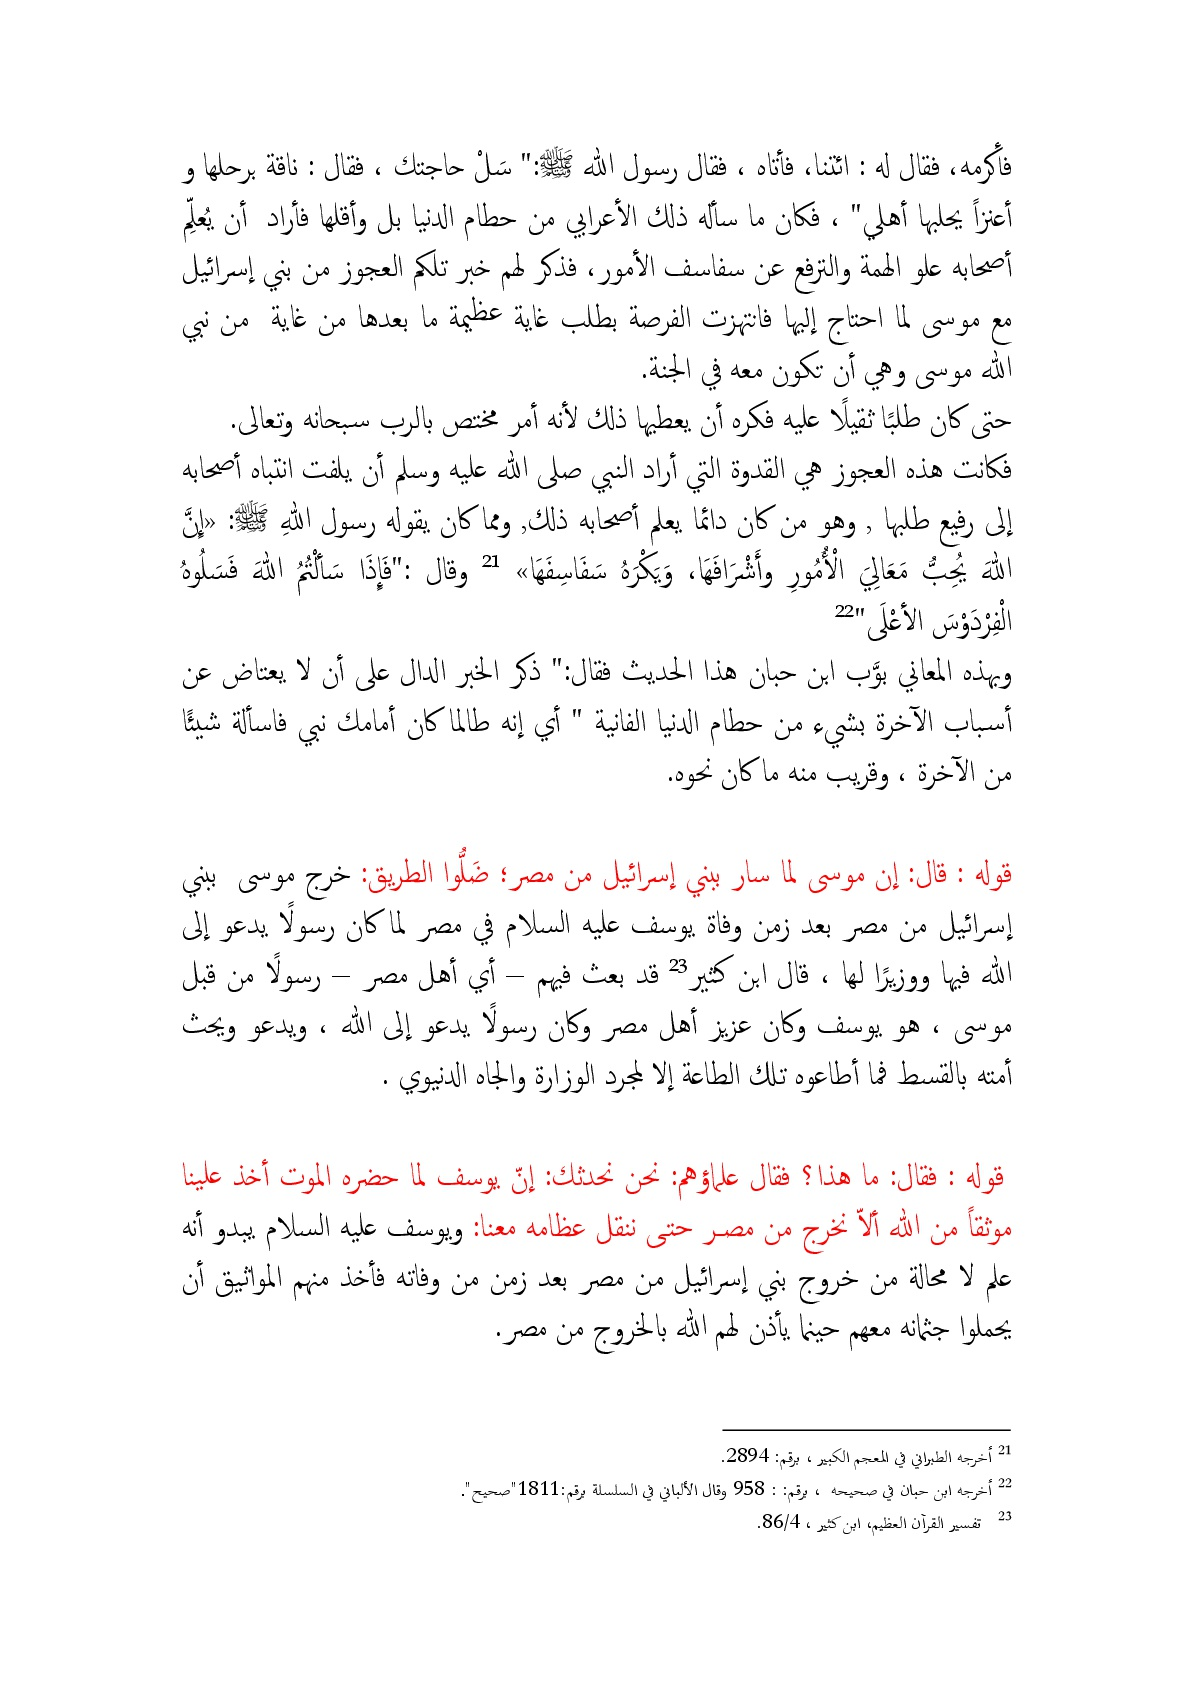 فأكرمه، فقال له : ائتنا، فأتاه ، فقال رسول الله ﷺ:" سَلْ حاجتك ، فقال : ناقة برحلها و
أعنزاً يحلبها أهلي" ، فكان ما سأله ذلك الأعرابي من حطام الدنيا بل وأقلها فأراد أن يُعلِّم
أصحابه علو الهمة والترفع عن سفاسف الأمور، فذكر لهم خبر تلكم العجوز من بني إسرائيل
مع موسى لما احتاج إليها فانتهزت الفرصة بطلب غاية عظيمة ما بعدها من غاية من نبي
الله موسى وهي أن تكون معه في الجنة.
حتى كان طلبًا ثقيلًا عليه فكره أن يعطيها ذلك لأنه أمر مختص بالرب سبحانه وتعالى.
فكانت هذه العجوز هي القدوة التي أراد النبي صلى الله عليه وسلم أن يلفت انتباه أصحابه
إلى رفيع طلبها , وهو من كان دائما يعلم أصحابه ذلك, ومما كان يقوله رسول اللهِ ﷺ: «إِنَّ
اللهَ يُحِبُّ مَعَالِيَ الْأُمُورِ وأَشْرَافَهَا، وَيَكْرَهُ سَفَاسِفَهَا» 21 وقال :"فَإِذَا سَأَلْتُمُ اللهَ فَسَلُوهُ
الْفِرْدَوْسَ الأعْلَى"22
وبهذه المعاني بوَّب ابن حبان هذا الحديث فقال:" ذكر الخبر الدال على أن لا يعتاض عن
أسباب الآخرة بشيء من حطام الدنيا الفانية " أي إنه طالما كان أمامك نبي فاسألة شيئًا
من الآخرة ، وقريب منه ما كان نحوه.
قوله : قال: إن موسى لما سار ببني إسرائيل من مصر؛ ضَلُّوا الطريق: خرج موسى ببني
إسرائيل من مصر بعد زمن وفاة يوسف عليه السلام في مصر لما كان رسولًا يدعو إلى
الله فيها ووزيرًا لها ، قال ابن كثير23 قد بعث فيهم – أي أهل مصر – رسولًا من قبل
موسى ، هو يوسف وكان عزيز أهل مصر وكان رسولًا يدعو إلى الله ، ويدعو ويحث
أمته بالقسط فما أطاعوه تلك الطاعة إلا لمجرد الوزارة والجاه الدنيوي .
قوله : فقال: ما هذا؟ فقال علماؤهم: نحن نحدثك: إنّ يوسف لما حضره الموت أخذ علينا
موثقاً من الله ألاّ نخرج من مصر حتى ننقل عظامه معنا: ويوسف عليه السلام يبدو أنه
علم لا محالة من خروج بني إسرائيل من مصر بعد زمن من وفاته فأخذ منهم المواثيق أن
يحملوا جثمانه معهم حينما يأذن لهم الله بالخروج من مصر.
21 أخرجه الطبراني في المعجم الكبير ، برقم: 2894.
22 أخرجه ابن حبان في صحيحه ، برقم: : 958 وقال الألباني في السلسلة برقم:1811"صحيح".
23 تفسير القرآن العظيم، ابن كثير ، 86/4.